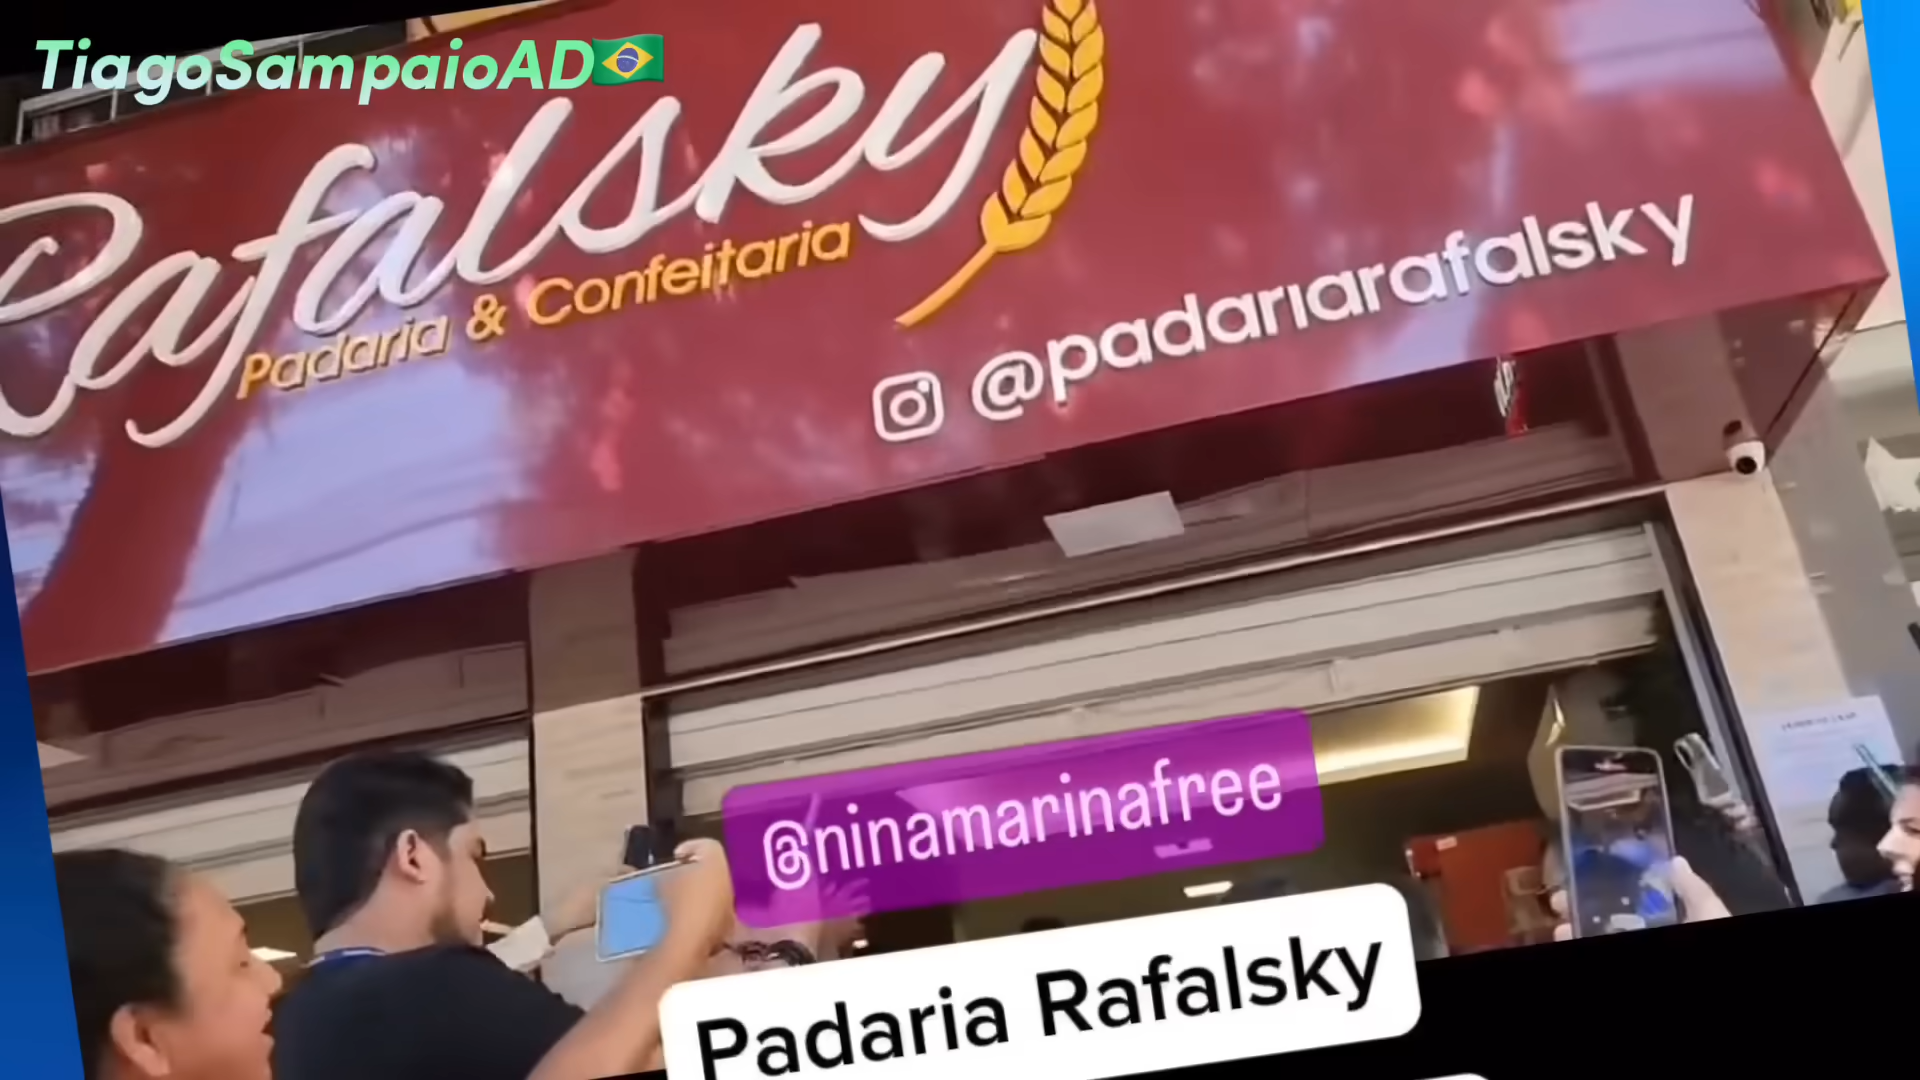 TiagoSampaioAD🇧🇷
Rafalsky
Padaria & Confeitaria
@padariarafalsky
@ninamarinafree
Padaria Rafalsky